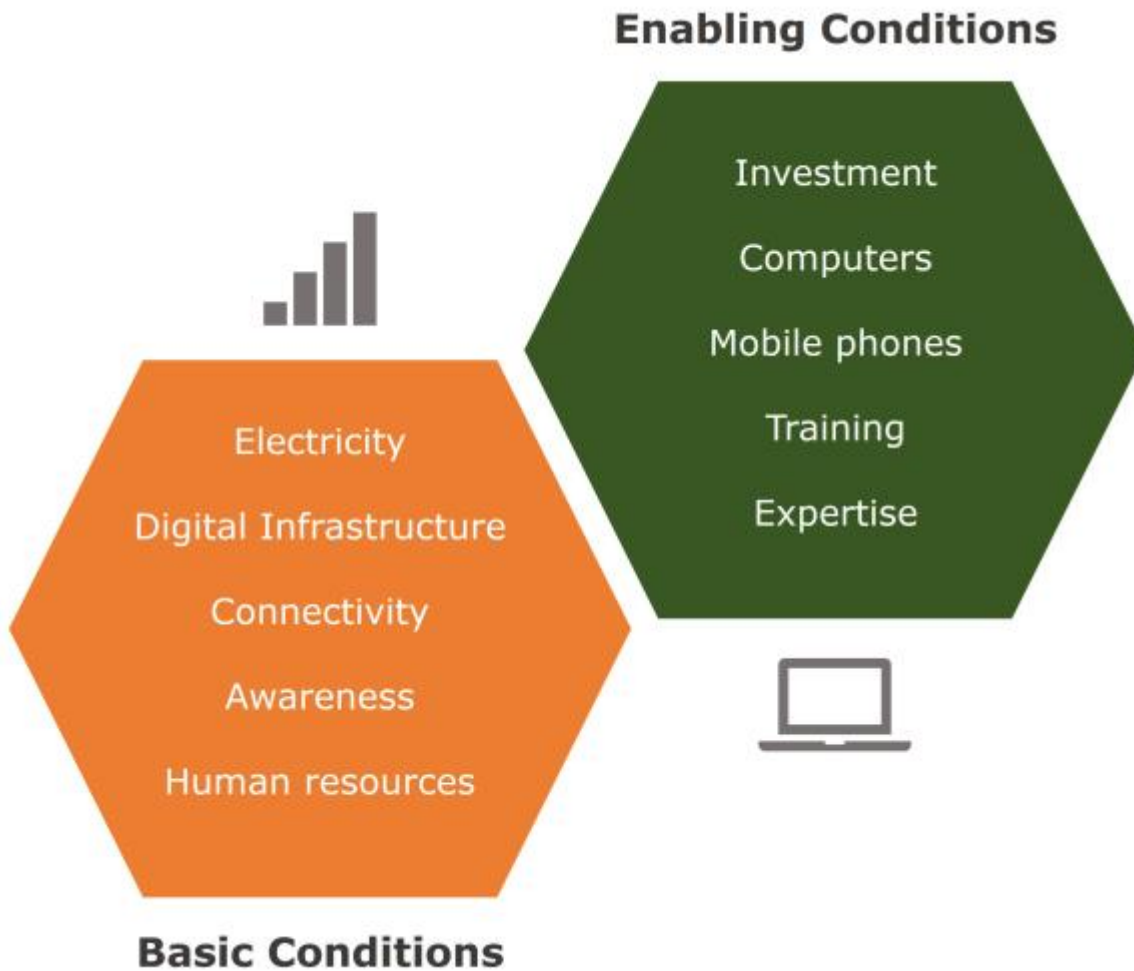 Enabling Conditions
Investment
Computers
Mobile phones
Training
Expertise
Electricity
Digital Infrastructure
Connectivity
Awareness
Human resources
Basic Conditions